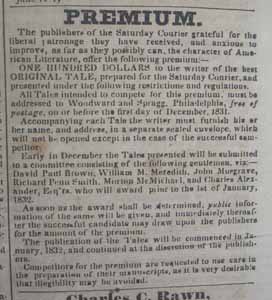 PREMIUM.
The publishers of the Saturday Courier grateful for the
liberal patronage they have received, and anxious to
improve, as far as they possibly can, the character of American
Literature, offer the following premium:—
ONE HUNDRED DOLLARS to the writer of the best
ORIGINAL TALE, prepared for the Saturday Courier, and
presented under the following restrictions and regulations.
All Tales intended to compete for this premium, must be
addressed to Woodward and Spragg, Philadelphia, free of
postage, on or before the first day of December, 1831.
Accompanying each Tale the writer must furnish his or
her name, and address, in a separate sealed envelope, which
will not be opened except in the case of the successful com-
petitor.
Early in December the Tales presented will be submitted
to a committee consisting of the following gentlemen, viz:—
David Paul Brown, William M. Meredith, John Musgrave,
Richard Penn Smith, Morton McMichael, and Charles Alex-
ander, Esq'rs. who will award prior to the 1st of January,
1832.
As soon as the award shall be determined, public infor-
mation of the same will be given, and immediately thereaf-
ter the successful candidate may draw upon the publishers
for the amount of the premium.
The publication of the Tales will be commenced in Ja-
nuary, 1832, and continued at the discretion of the publish-
ers.
Competitors for the premium are requested to use care in
the preparation of their manuscripts, as it is very desirable
that illegibility may be avoided.
Charles C. Rawn,